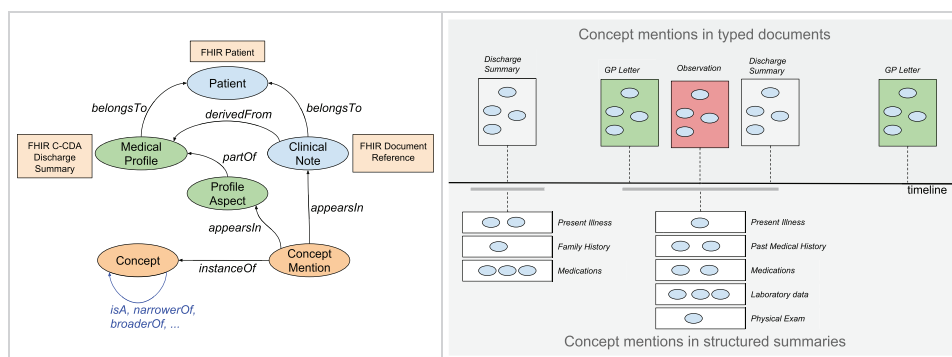 FHIR Patient
Patient
belongsTo
belongsTo
derivedFrom
FHIR C-CDA
Discharge
Summary
Medical
Profile
Clinical
Note
FHIR Document
Reference
partOf
Profile
Aspect
appearsIn
appearsIn
Concept
instanceOf
Concept
Mention
isA, narrowerOf,
broaderOf, ...
Concept mentions in typed documents
Discharge
Summary
GP Letter
Observation
Discharge
Summary
GP Letter
timeline
Present Illness
Family History
Medications
Present Illness
Past Medical History
Medications
Laboratory data
Physical Exam
Concept mentions in structured summaries